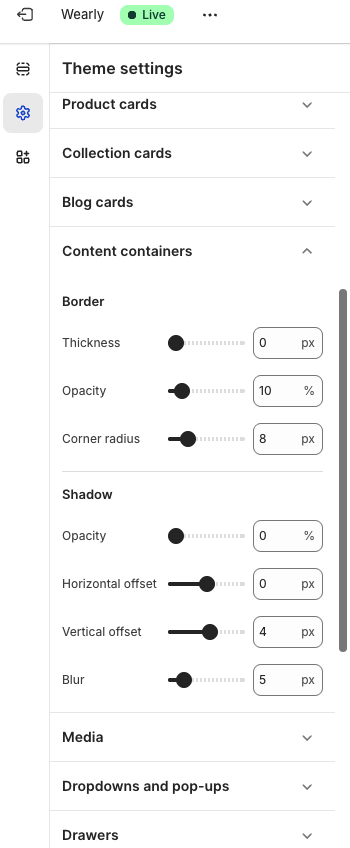 Wearly Live
Theme settings
Product cards
Collection cards
Blog cards
Content containers
Border
Thickness 0 px
Opacity 10 %
Corner radius 8 px
Shadow
Opacity 0 %
Horizontal offset 0 px
Vertical offset 4 px
Blur 5 px
Media
Dropdowns and pop-ups
Drawers